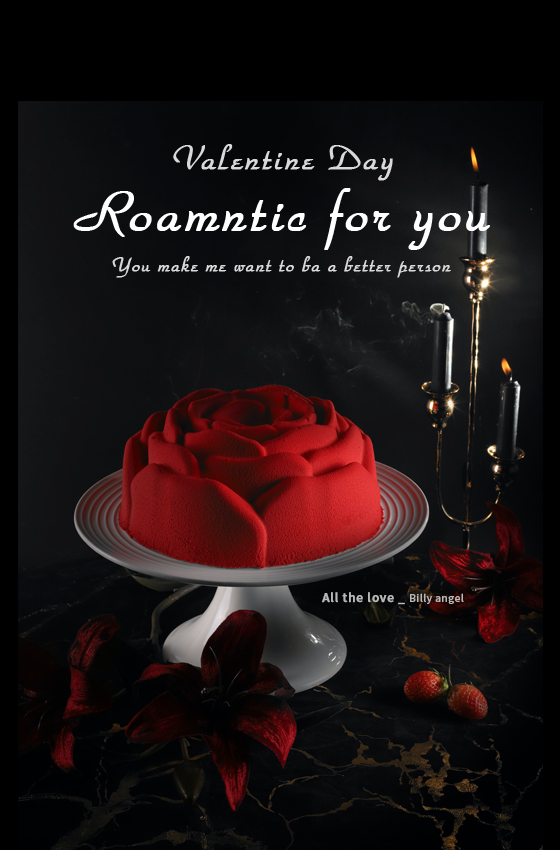 Valentine Day
Roamntic for you
You make me want to ba a better person
All the love _ Billy angel